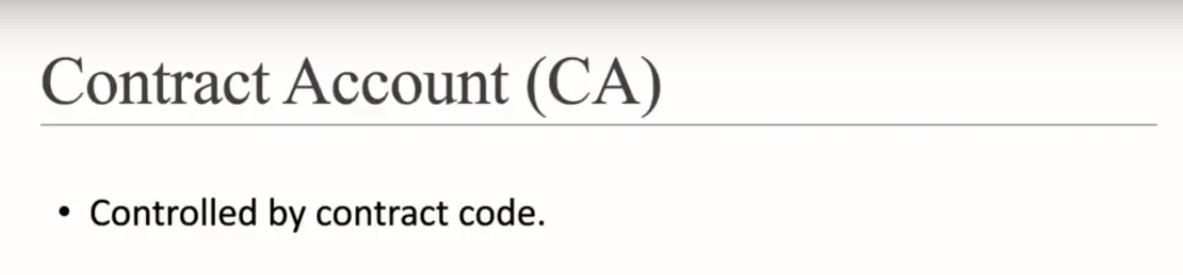 Contract Account (CA)
• Controlled by contract code.